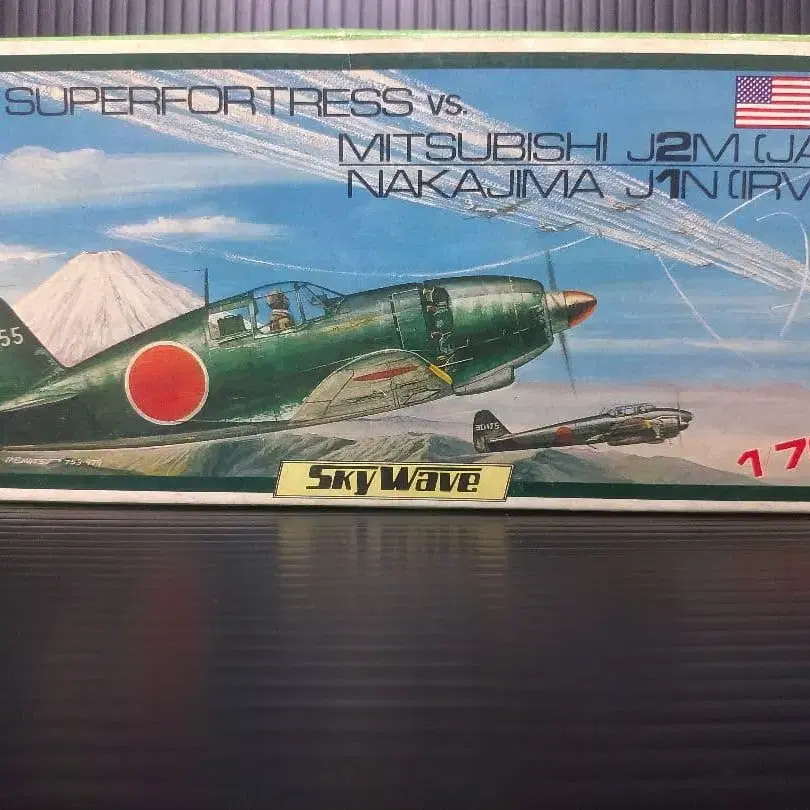 SUPERFORTRESS vs.
MITSUBISHI J2M (JA
NAKAJIMA J1N (IRV
55
SkyWave
17